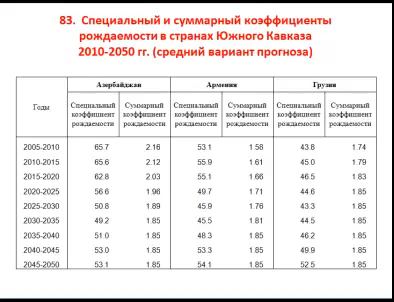 83. Специальный и суммарный коэффициенты
рождаемости в странах Южного Кавказа
2010-2050 гг. (средний вариант прогноза)
Годы Азербайджан Армения Грузия
Специальный коэффициент рождаемости Суммарный коэффициент рождаемости Специальный коэффициент рождаемости Суммарный коэффициент рождаемости Специальный коэффициент рождаемости Суммарный коэффициент рождаемости
2005-2010 65.7 2.16 53.1 1.58 43.8 1.74
2010-2015 65.6 2.12 55.9 1.61 45.0 1.79
2015-2020 62.8 2.03 55.1 1.66 46.5 1.83
2020-2025 56.6 1.96 49.7 1.71 44.6 1.85
2025-2030 50.8 1.89 45.9 1.76 43.3 1.85
2030-2035 49.2 1.85 45.5 1.81 44.5 1.85
2035-2040 51.0 1.85 48.3 1.85 46.2 1.85
2040-2045 53.0 1.85 53.3 1.85 49.9 1.85
2045-2050 53.1 1.85 54.1 1.85 52.5 1.85